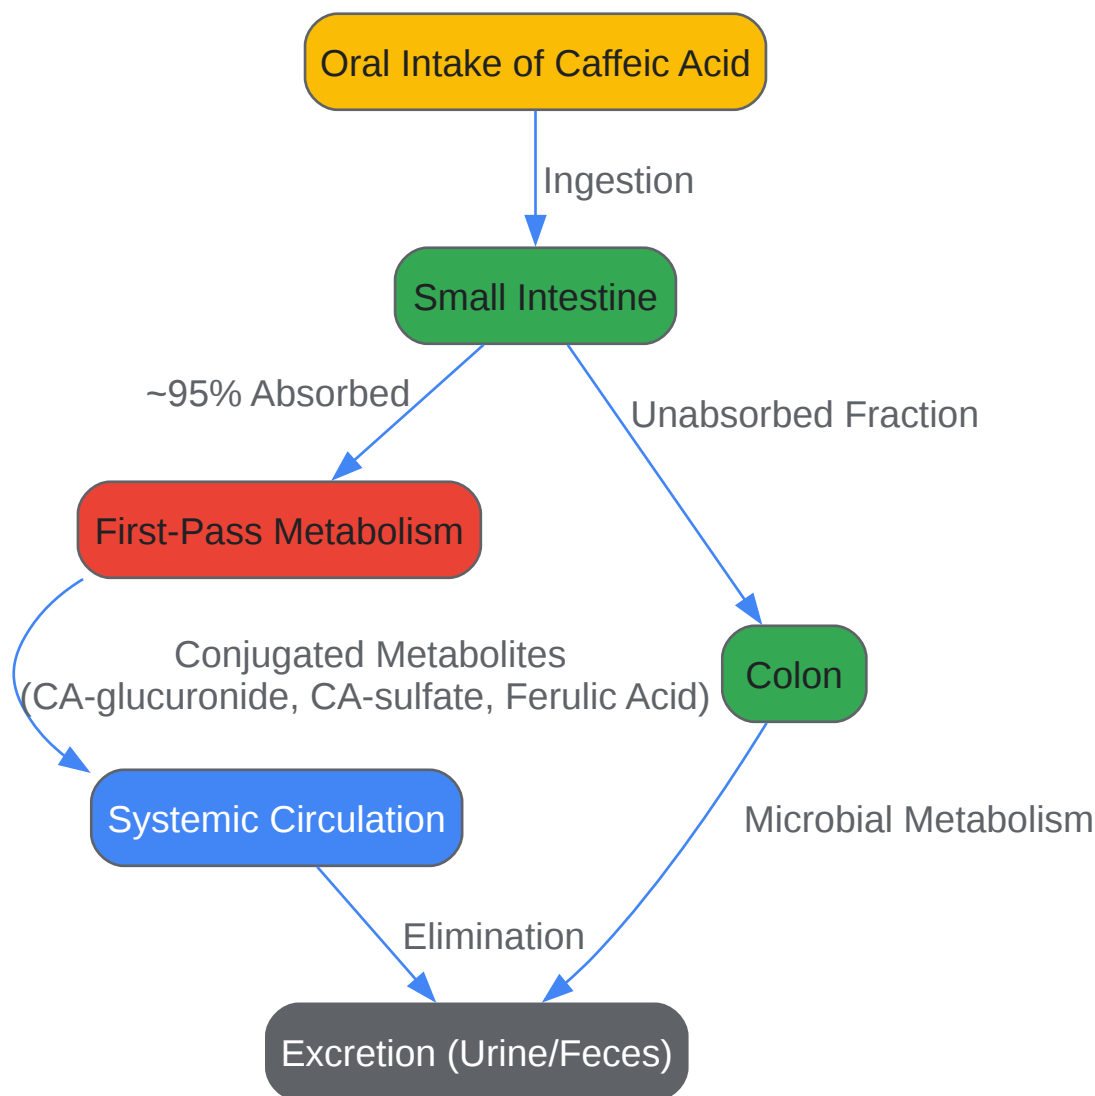 Oral Intake of Caffeic Acid
Ingestion
Small Intestine
~95% Absorbed
Unabsorbed Fraction
First-Pass Metabolism
Conjugated Metabolites
(CA-glucuronide, CA-sulfate, Ferulic Acid)
Colon
Systemic Circulation
Microbial Metabolism
Elimination
Excretion (Urine/Feces)